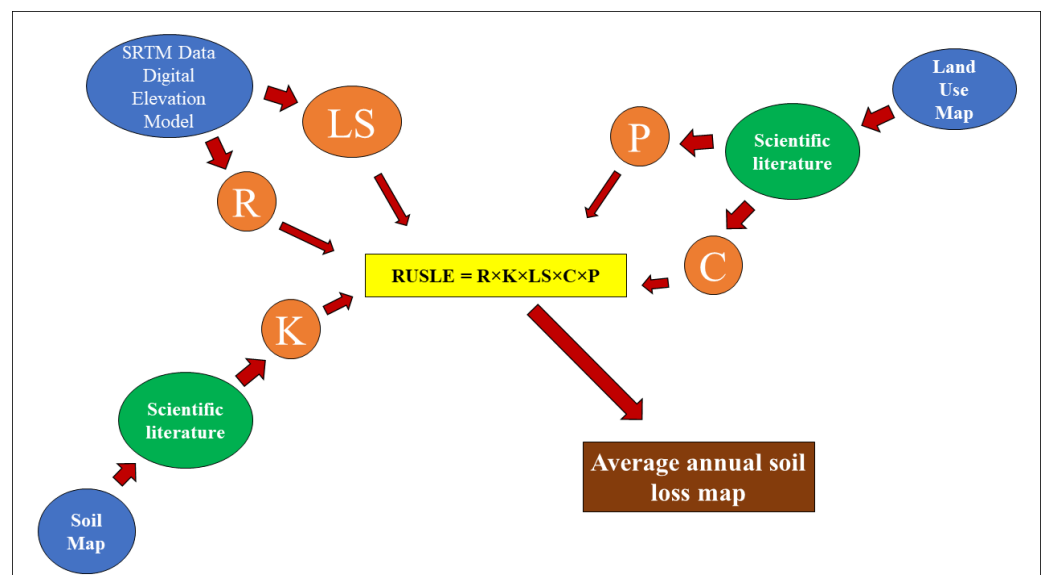 SRTM Data
Digital
Elevation
Model
LS
R
P
Scientific
literature
Land
Use
Map
C
RUSLE = R×K×LS×C×P
K
Scientific
literature
Soil
Map
Average annual soil
loss map